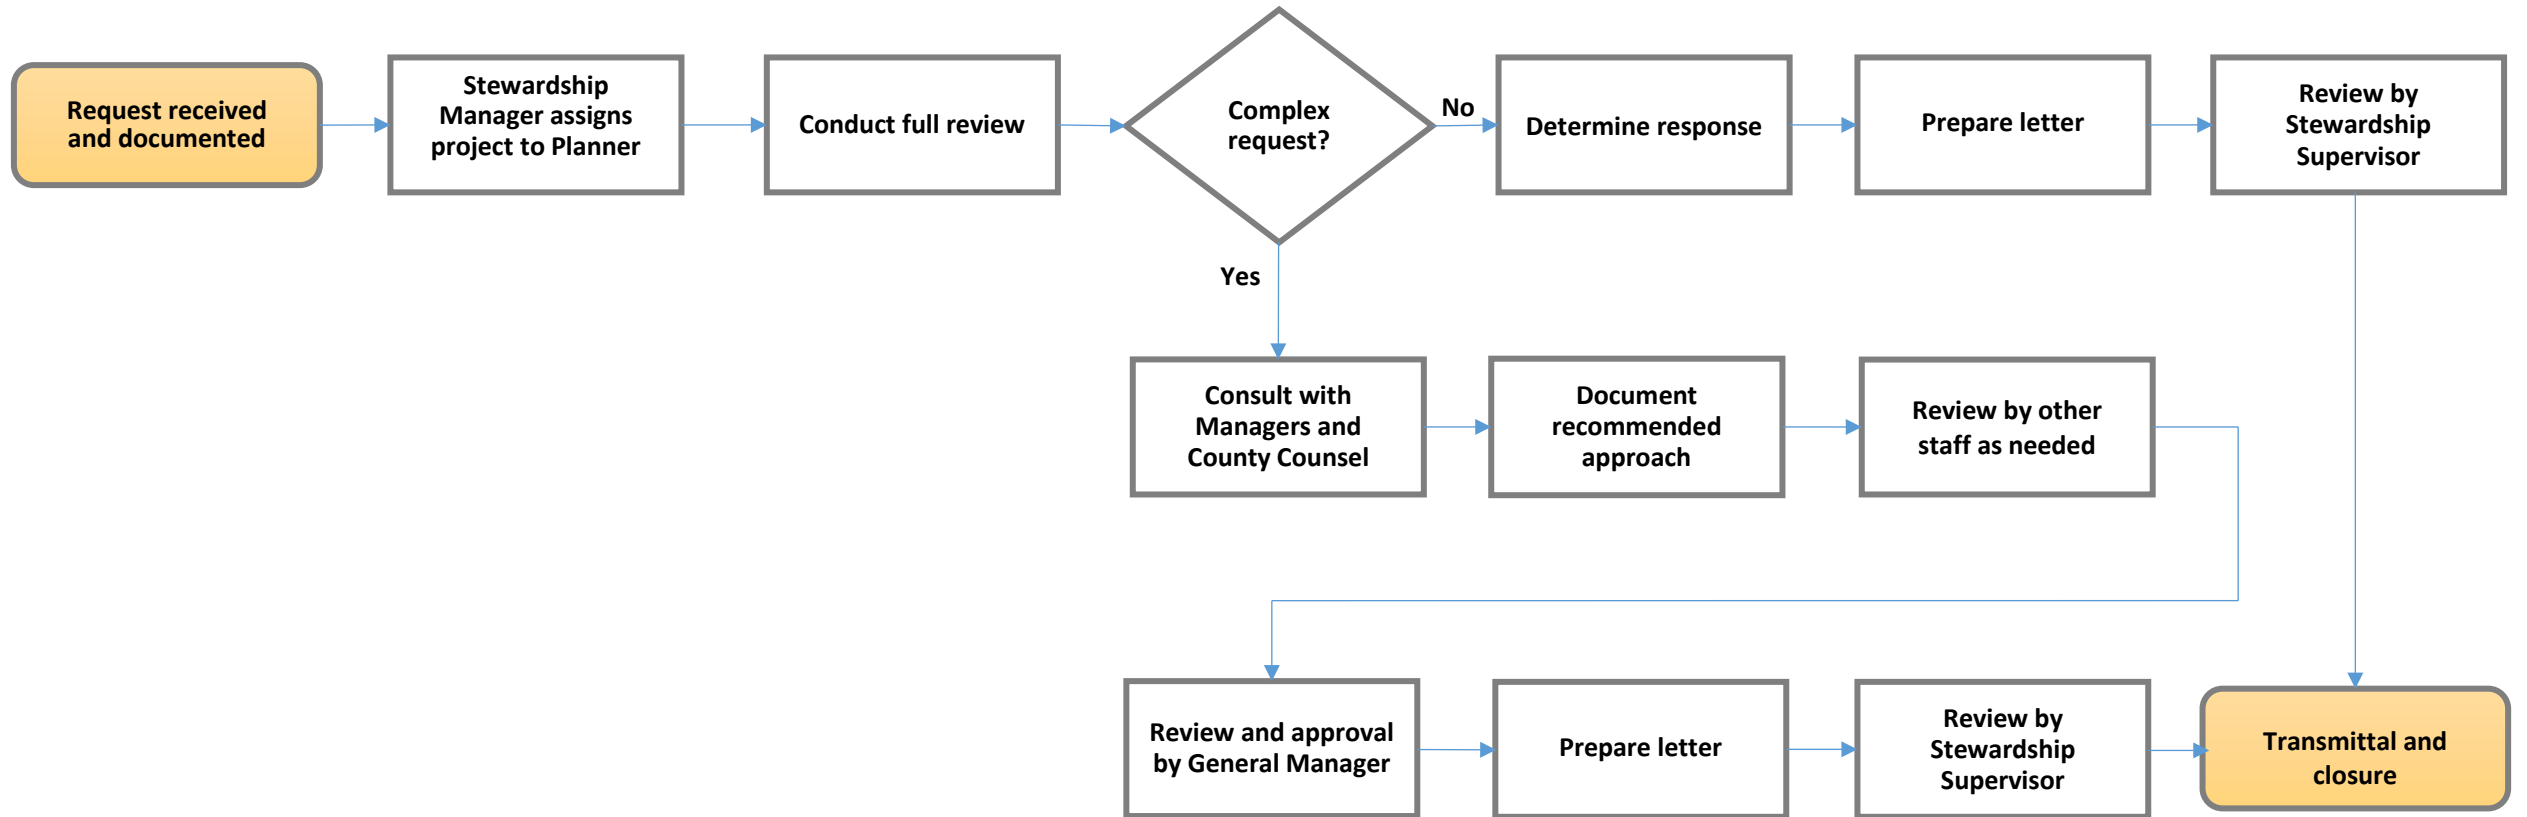 Request received
and documented
Stewardship
Manager assigns
project to Planner
Conduct full review
Complex
request?
No
Determine response
Prepare letter
Review by
Stewardship
Supervisor
Yes
Consult with
Managers and
County Counsel
Document
recommended
approach
Review by other
staff as needed
Review and approval
by General Manager
Prepare letter
Review by
Stewardship
Supervisor
Transmittal and
closure